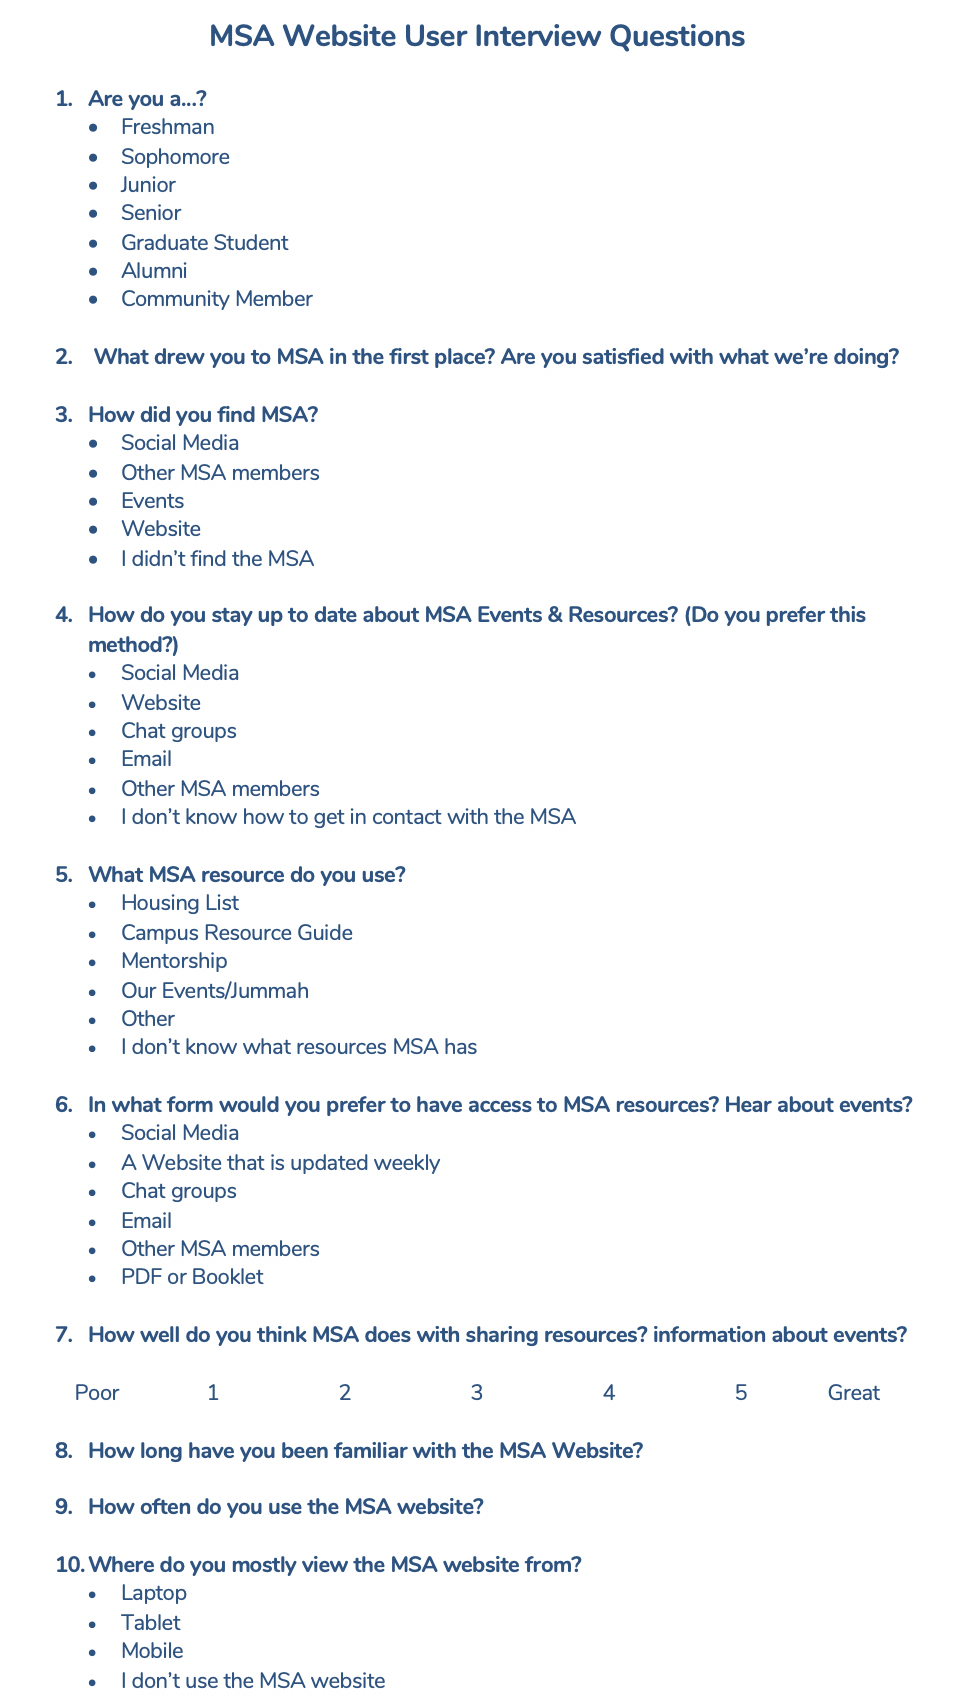 MSA Website User Interview Questions
1. Are you a...?
• Freshman
• Sophomore
• Junior
• Senior
• Graduate Student
• Alumni
• Community Member
2. What drew you to MSA in the first place? Are you satisfied with what we’re doing?
3. How did you find MSA?
• Social Media
• Other MSA members
• Events
• Website
• I didn’t find the MSA
4. How do you stay up to date about MSA Events & Resources? (Do you prefer this
method?)
• Social Media
• Website
• Chat groups
• Email
• Other MSA members
• I don’t know how to get in contact with the MSA
5. What MSA resource do you use?
• Housing List
• Campus Resource Guide
• Mentorship
• Our Events/Jummah
• Other
• I don’t know what resources MSA has
6. In what form would you prefer to have access to MSA resources? Hear about events?
• Social Media
• A Website that is updated weekly
• Chat groups
• Email
• Other MSA members
• PDF or Booklet
7. How well do you think MSA does with sharing resources? information about events?
Poor 1 2 3 4 5 Great
8. How long have you been familiar with the MSA Website?
9. How often do you use the MSA website?
10. Where do you mostly view the MSA website from?
• Laptop
• Tablet
• Mobile
• I don’t use the MSA website